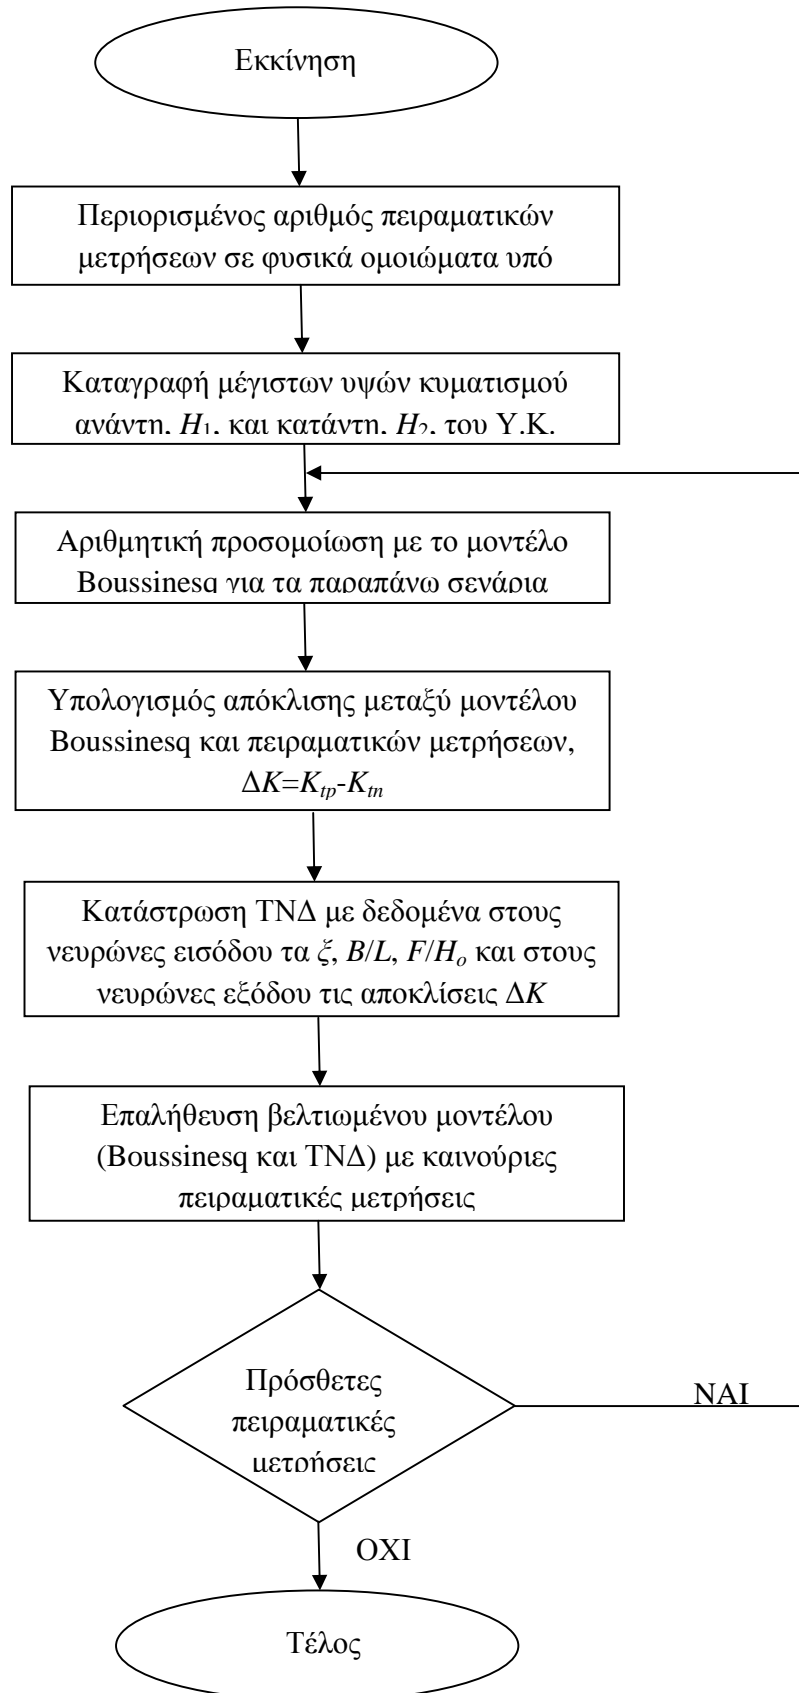 Εκκίνηση
Περιορισμένος αριθμός πειραματικών
μετρήσεων σε φυσικά ομοιώματα υπό
Καταγραφή μέγιστων υψών κυματισμού
ανάντη, H₁, και κατάντη, H₂, του Υ.Κ.
Αριθμητική προσομοίωση με το μοντέλο
Boussinesq για τα παραπάνω σενάρια
Υπολογισμός απόκλισης μεταξύ μοντέλου
Boussinesq και πειραματικών μετρήσεων,
ΔK=Ktp-Ktn
Κατάστρωση ΤΝΔ με δεδομένα στους
νευρώνες εισόδου τα ξ, B/L, F/Ho και στους
νευρώνες εξόδου τις αποκλίσεις ΔK
Επαλήθευση βελτιωμένου μοντέλου
(Boussinesq και ΤΝΔ) με καινούριες
πειραματικές μετρήσεις
Πρόσθετες
πειραματικές
μετρήσεις
ΝΑΙ
ΟΧΙ
Τέλος